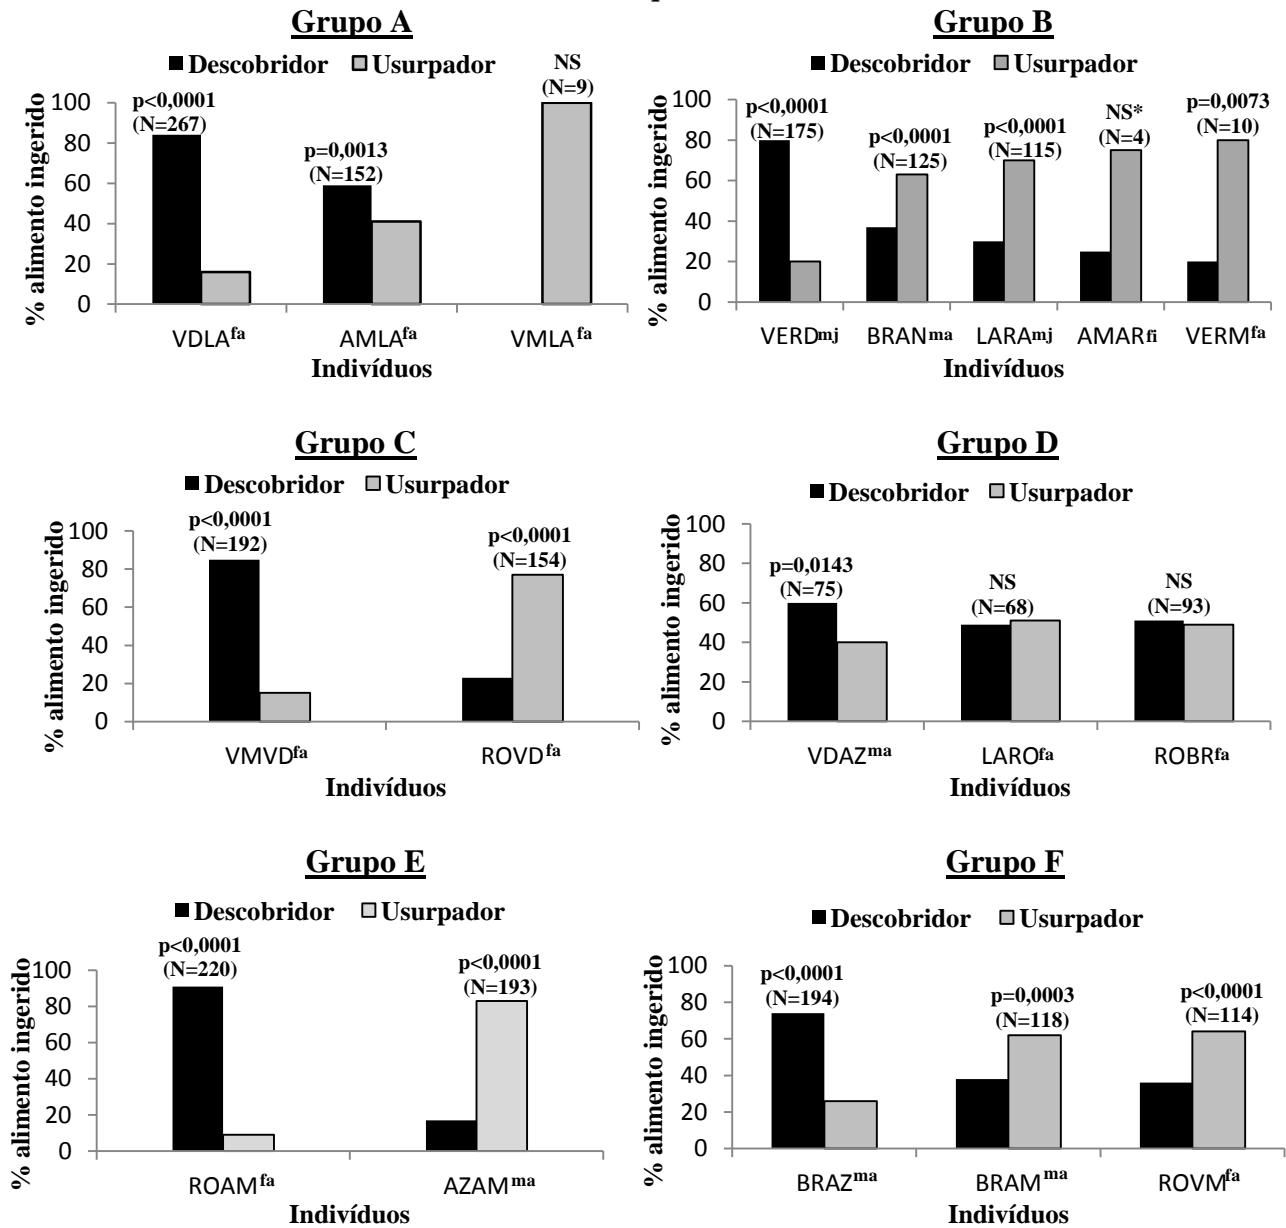 Grupo A
Descobridor Usurpador
% alimento ingerido
100
80
60
40
20
0
p<0,0001
(N=267)
p=0,0013
(N=152)
NS
(N=9)
VDLAfa AMLAfa VMLAfa
Indivíduos
Grupo B
Descobridor Usurpador
% alimento ingerido
100
80
60
40
20
0
p<0,0001
(N=175)
p<0,0001
(N=125)
p<0,0001
(N=115)
NS*
(N=4)
p=0,0073
(N=10)
VERDmj BRANma LARAmj AMARfi VERMfa
Indivíduos
Grupo C
Descobridor Usurpador
% alimento ingerido
100
80
60
40
20
0
p<0,0001
(N=192)
p<0,0001
(N=154)
VMVDfa ROVDfa
Indivíduos
Grupo D
Descobridor Usurpador
% alimento ingerido
100
80
60
40
20
0
p=0,0143
(N=75)
NS
(N=68)
NS
(N=93)
VDAZma LAROfa ROBRfa
Indivíduos
Grupo E
Descobridor Usurpador
% alimento ingerido
100
80
60
40
20
0
p<0,0001
(N=220)
p<0,0001
(N=193)
ROAMfa AZAMma
Indivíduos
Grupo F
Descobridor Usurpador
% alimento ingerido
100
80
60
40
20
0
p<0,0001
(N=194)
p=0,0003
(N=118)
p<0,0001
(N=114)
BRAZma BRAMma ROVMfa
Indivíduos